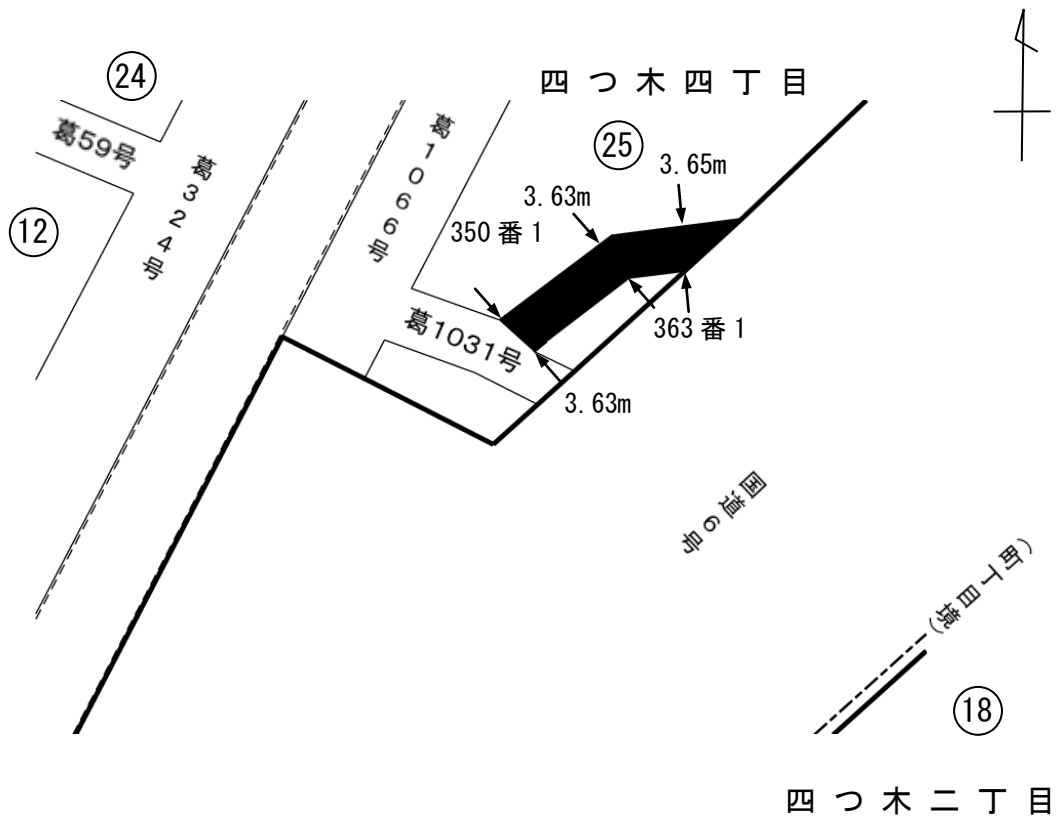 24
四つ木四丁目
葛59号
葛324号
葛1066号
25
3.65m
3.63m
12
350番1
葛1031号
363番1
3.63m
国道6号
(町丁目境)
18
四つ木二丁目